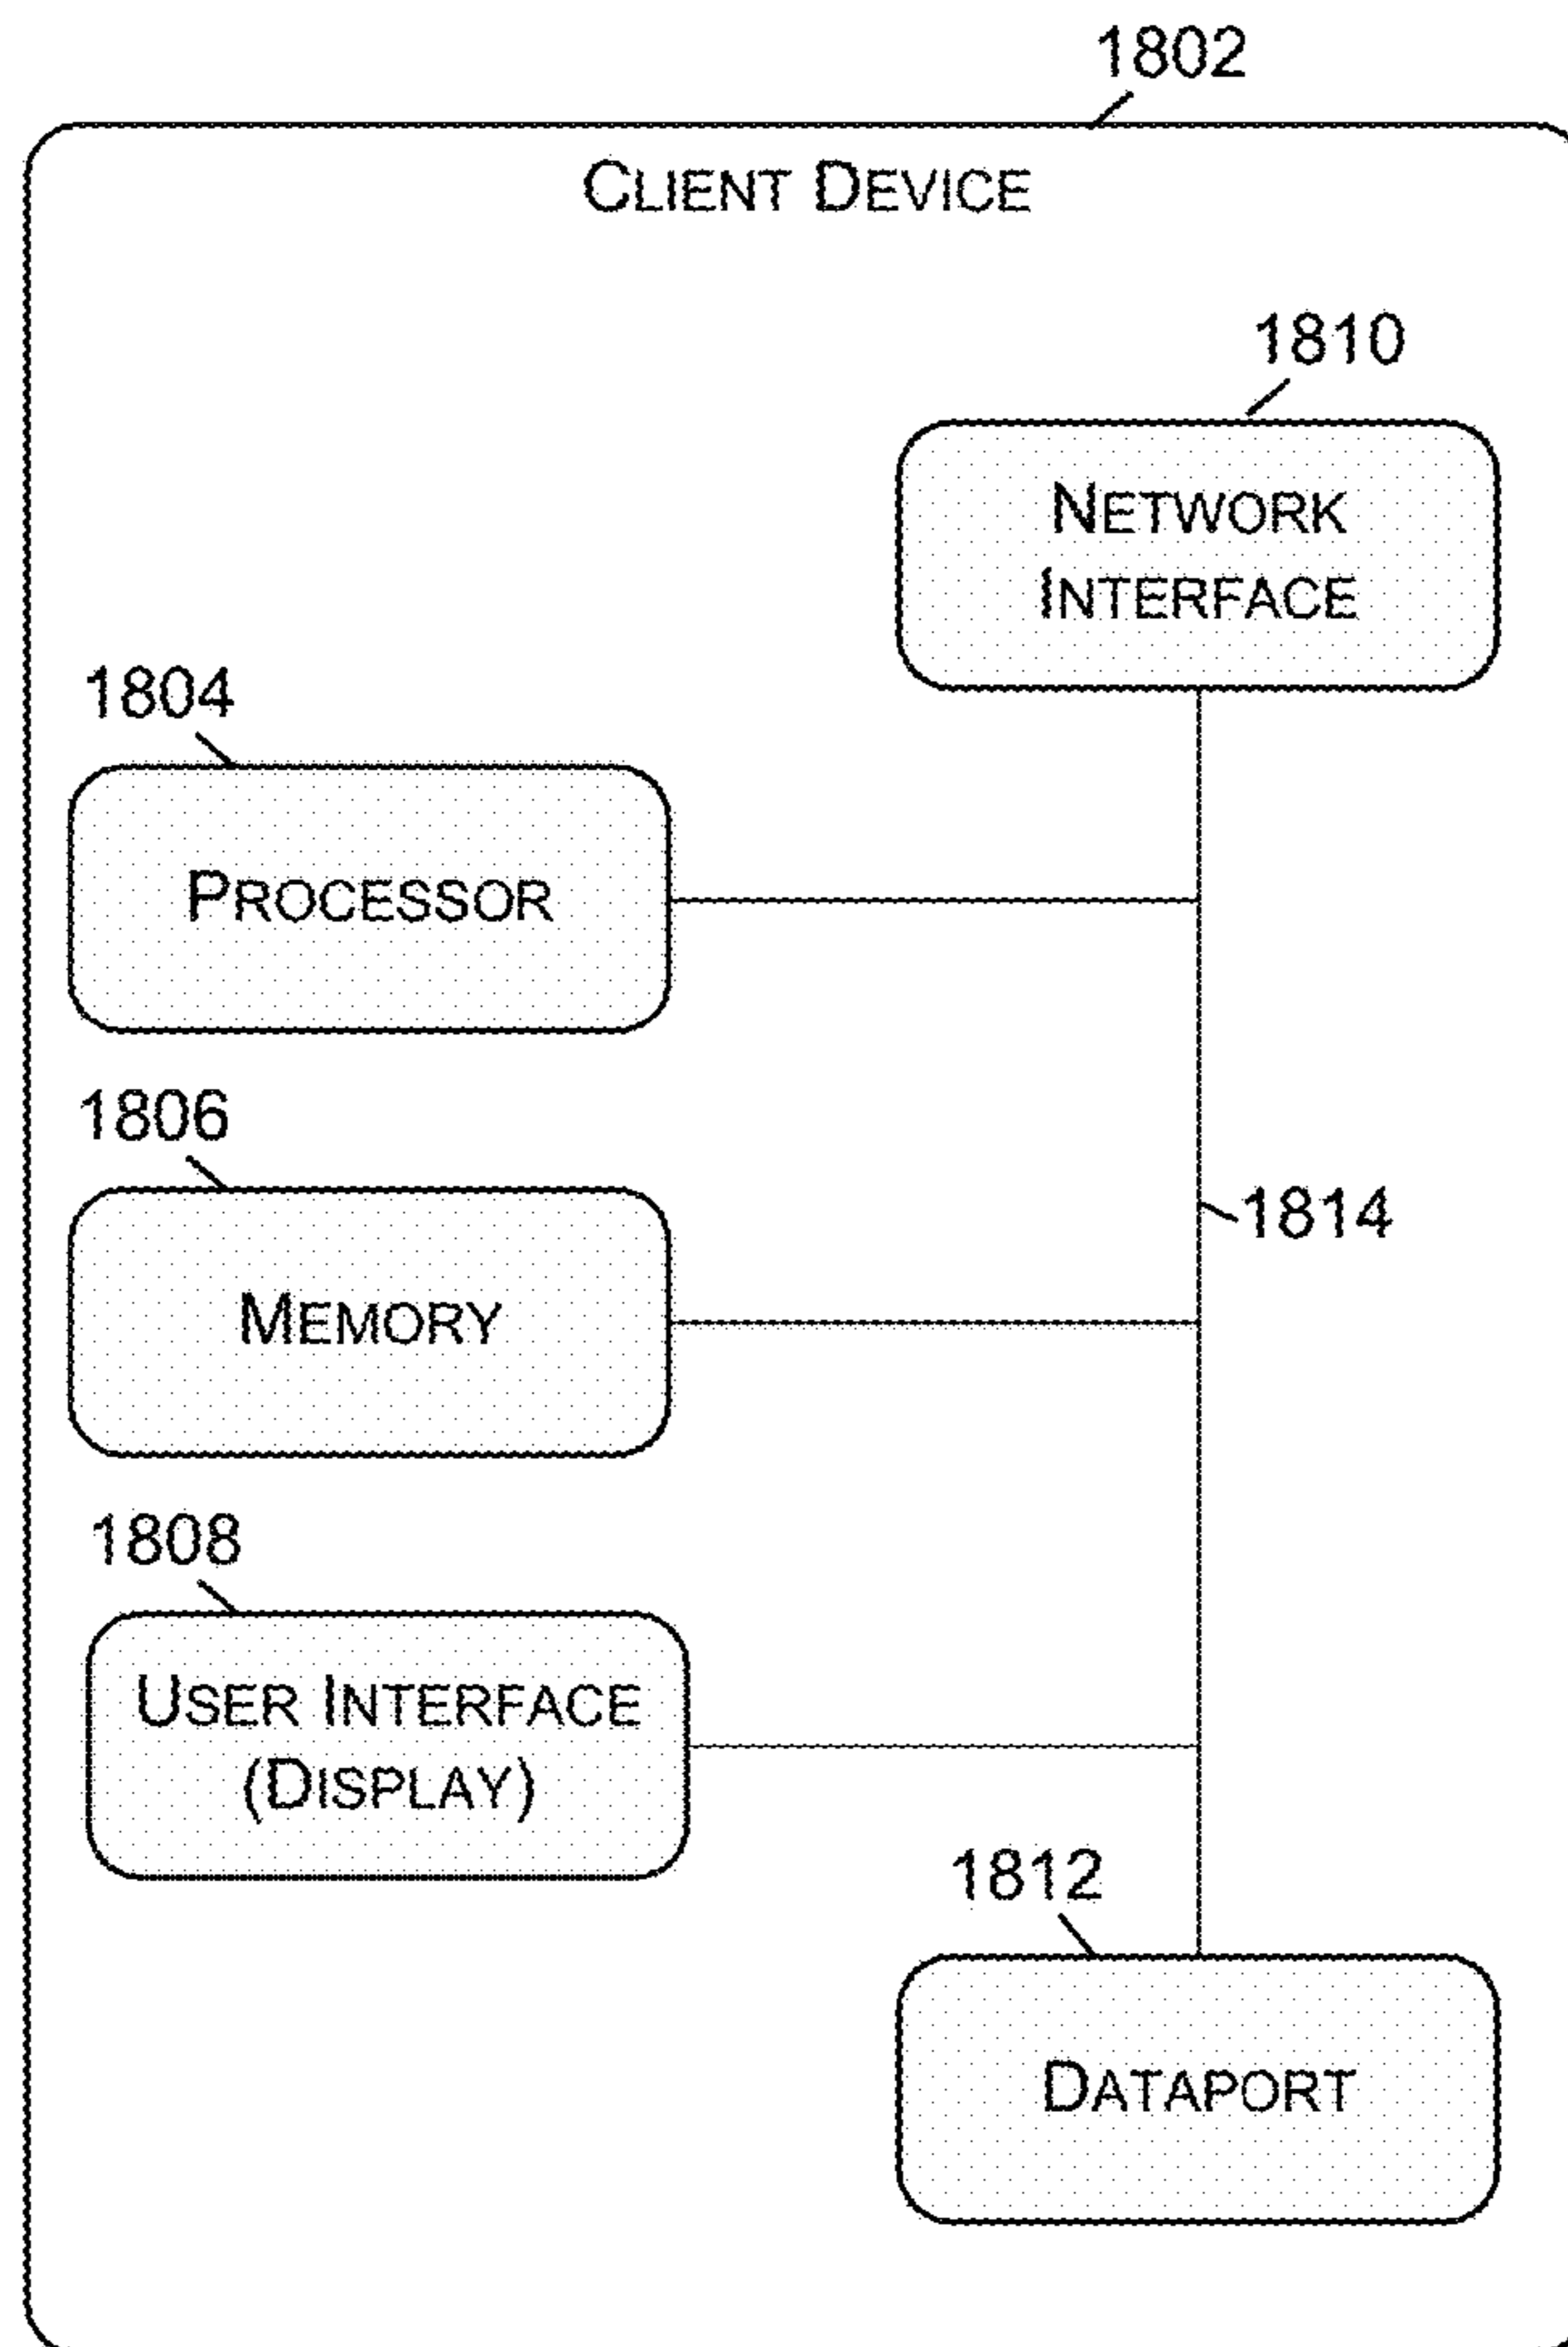 1802
CLIENT DEVICE
1810
NETWORK
INTERFACE
1804
PROCESSOR
1806
MEMORY
1814
1808
USER INTERFACE
(DISPLAY)
1812
DATAPORT